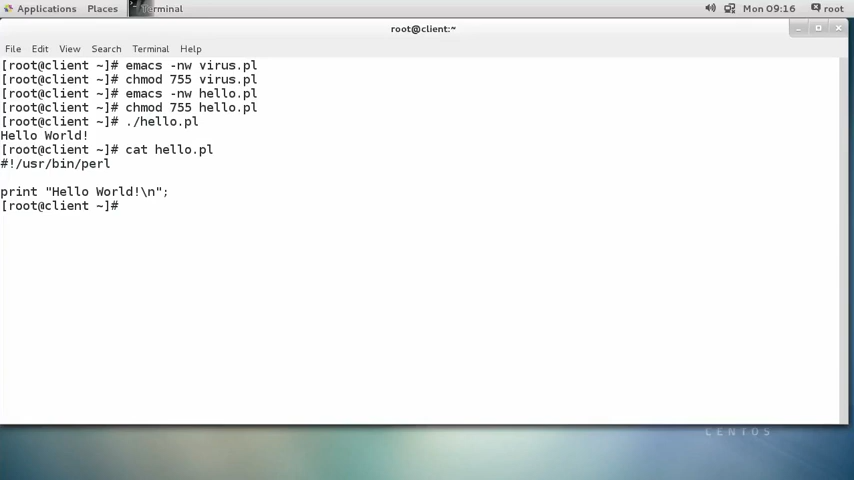 Applications Places Terminal Mon 09:16 root
root@client:~
File Edit View Search Terminal Help
[root@client ~]# emacs -nw virus.pl
[root@client ~]# chmod 755 virus.pl
[root@client ~]# emacs -nw hello.pl
[root@client ~]# chmod 755 hello.pl
[root@client ~]# ./hello.pl
Hello World!
[root@client ~]# cat hello.pl
#!/usr/bin/perl
print "Hello World!\n";
[root@client ~]#
CENTOS